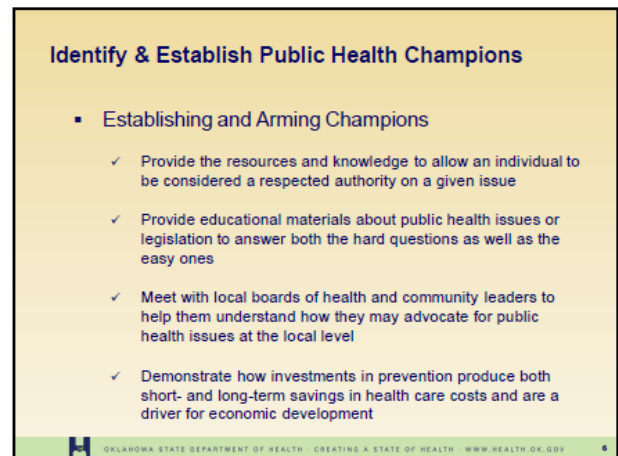 Identify & Establish Public Health Champions
▪ Establishing and Arming Champions
✓ Provide the resources and knowledge to allow an individual to
be considered a respected authority on a given issue
✓ Provide educational materials about public health issues or
legislation to answer both the hard questions as well as the
easy ones
✓ Meet with local boards of health and community leaders to
help them understand how they may advocate for public
health issues at the local level
✓ Demonstrate how investments in prevention produce both
short- and long-term savings in health care costs and are a
driver for economic development
OKLAHOMA STATE DEPARTMENT OF HEALTH - CREATING A STATE OF HEALTH - WWW.HEALTH.OK.GOV 6